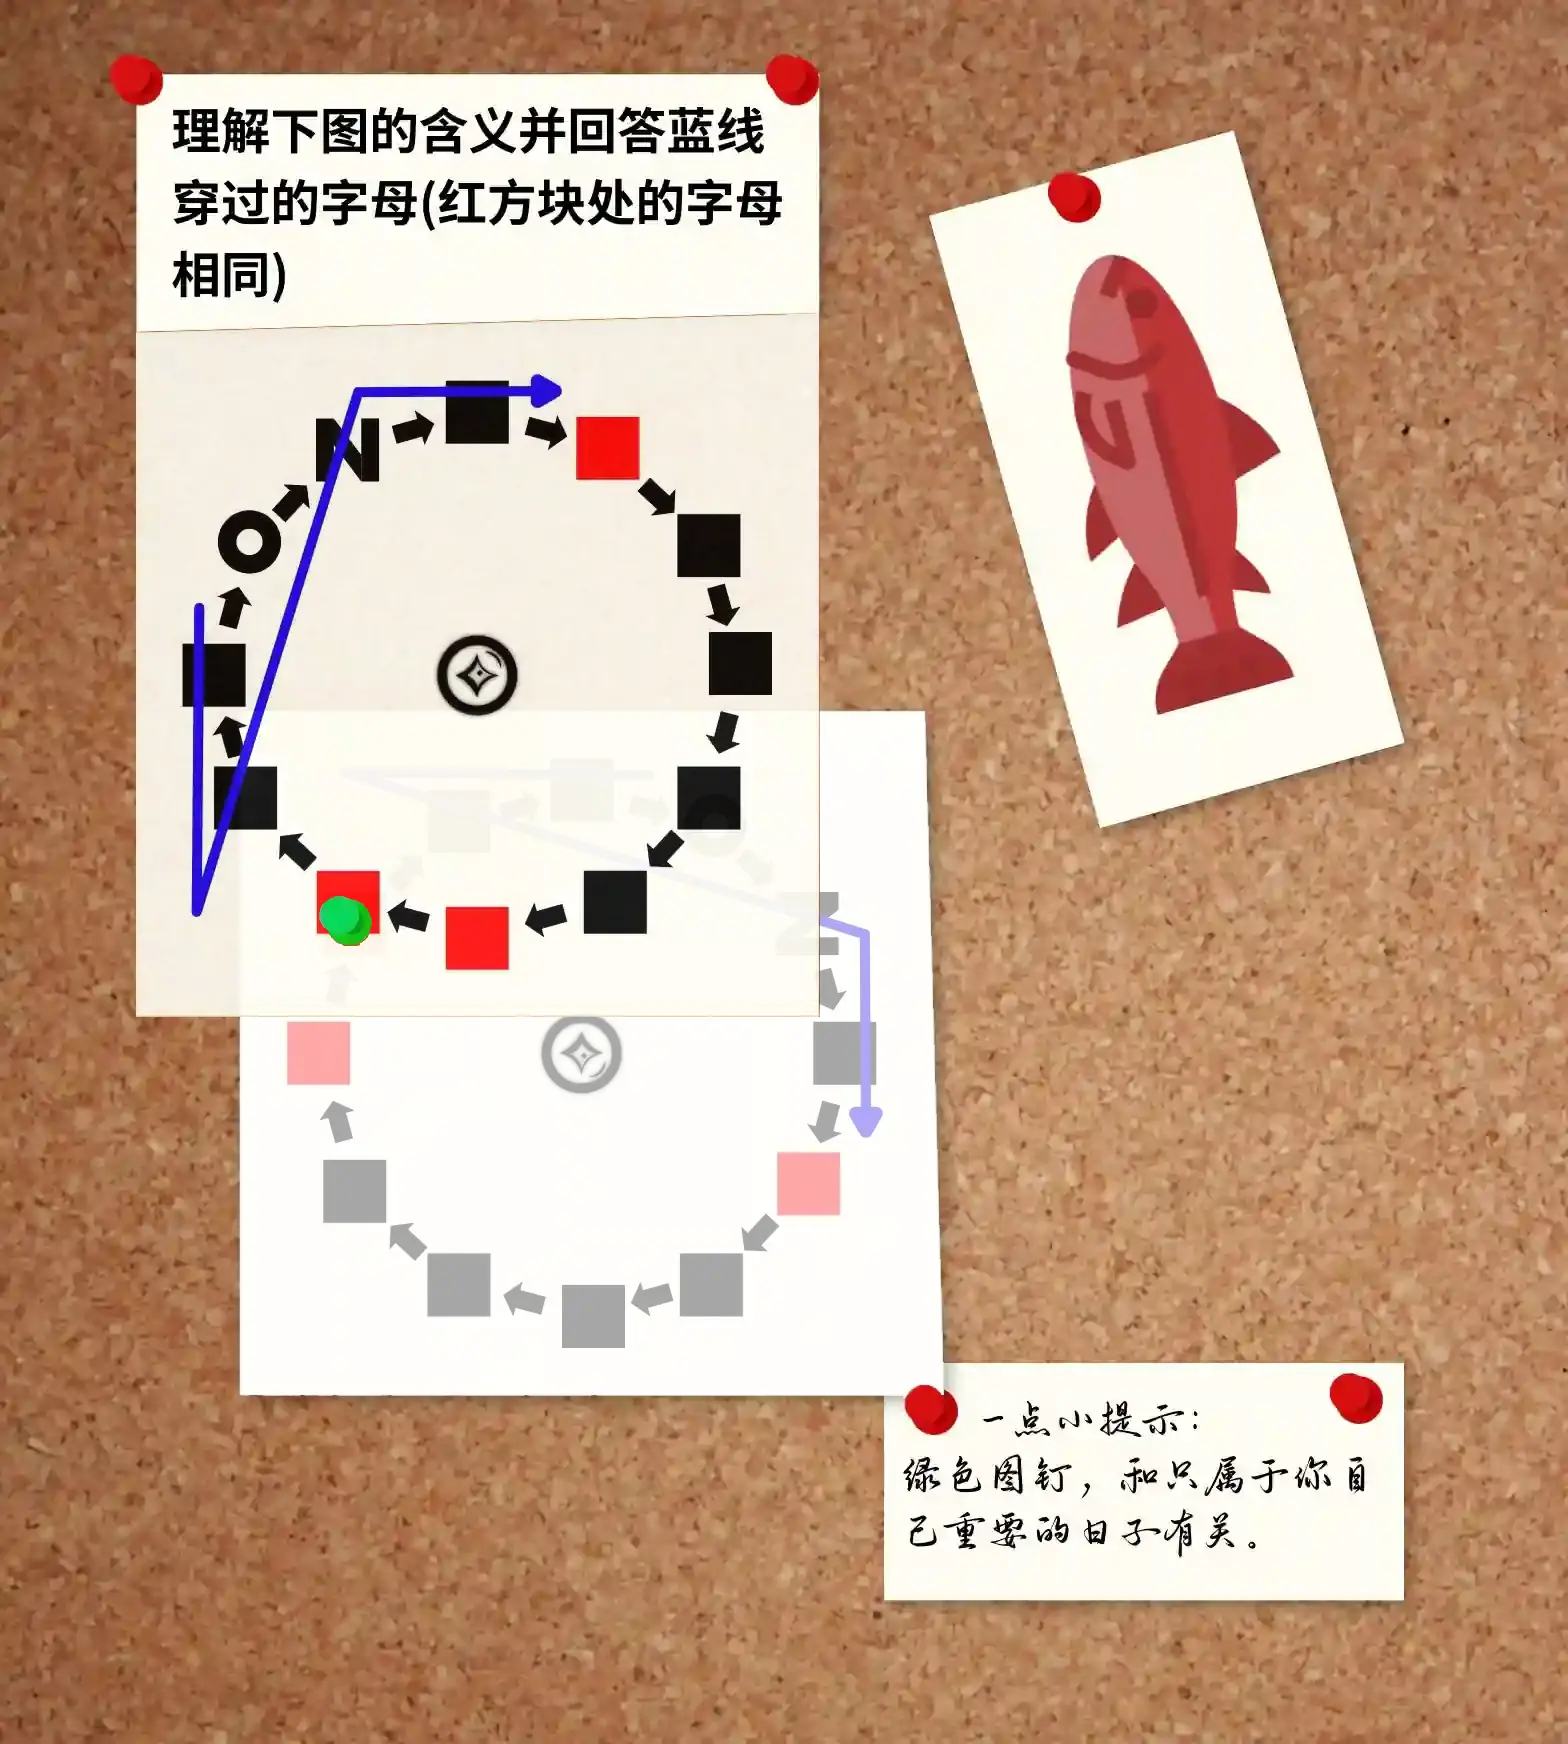 理解下图的含义并回答蓝线
穿过的字母(红方块处的字母
相同)
N
O
一点小提示：
绿色图钉，和只属于你自
己重要的日子有关。